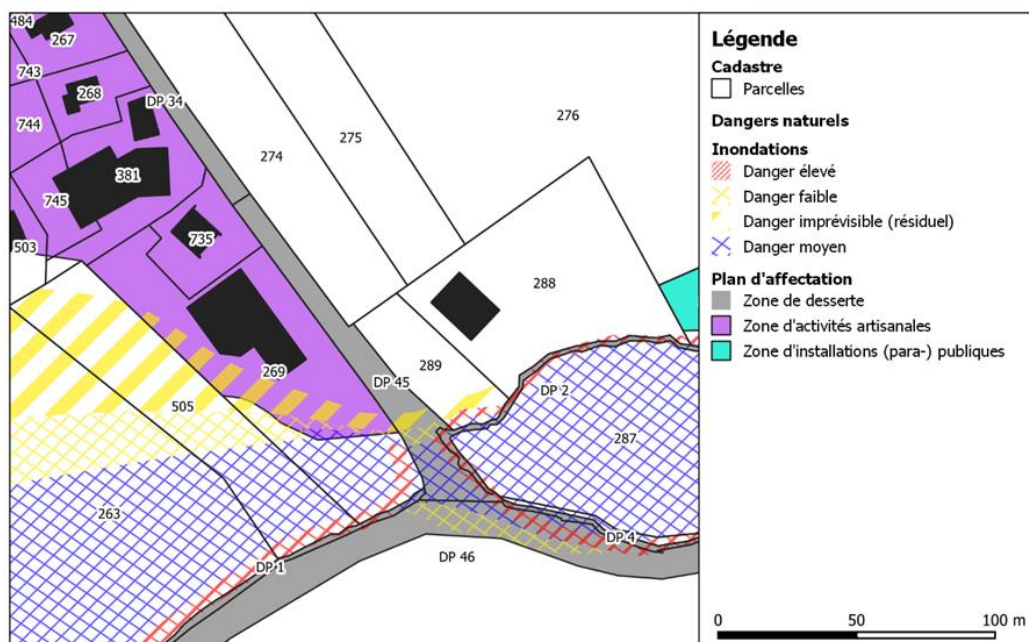 484
267
743
268
DP 34
276
275
744
274
381
745
735
503
288
289
DP 45
269
DP 2
505
287
263
DP 4
DP 46
DP 1
Légende
Cadastre
Parcelles
Dangers naturels
Inondations
Danger élevé
Danger faible
Danger imprévisible (résiduel)
Danger moyen
Plan d'affectation
Zone de desserte
Zone d'activités artisanales
Zone d'installations (para-) publiques
0 50 100 m